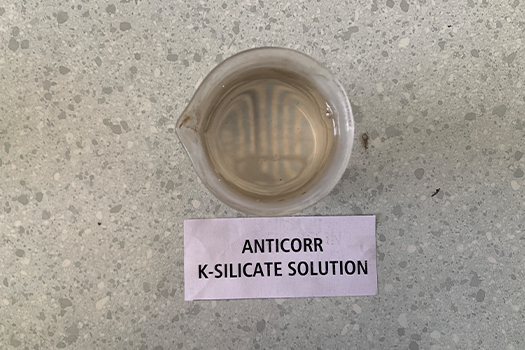 ANTICORR
K-SILICATE SOLUTION